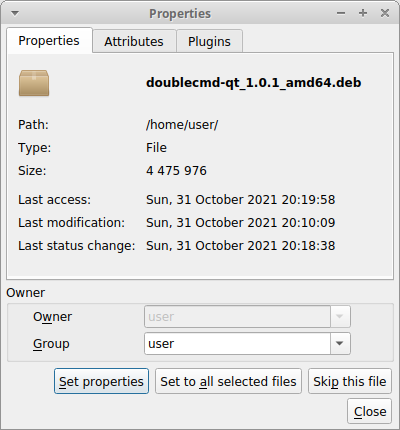 Properties
Properties Attributes Plugins
doublecmd-qt_1.0.1_amd64.deb
Path: /home/user/
Type: File
Size: 4 475 976
Last access: Sun, 31 October 2021 20:19:58
Last modification: Sun, 31 October 2021 20:10:09
Last status change: Sun, 31 October 2021 20:18:38
Owner
Owner user
Group user
Set properties Set to all selected files Skip this file
Close